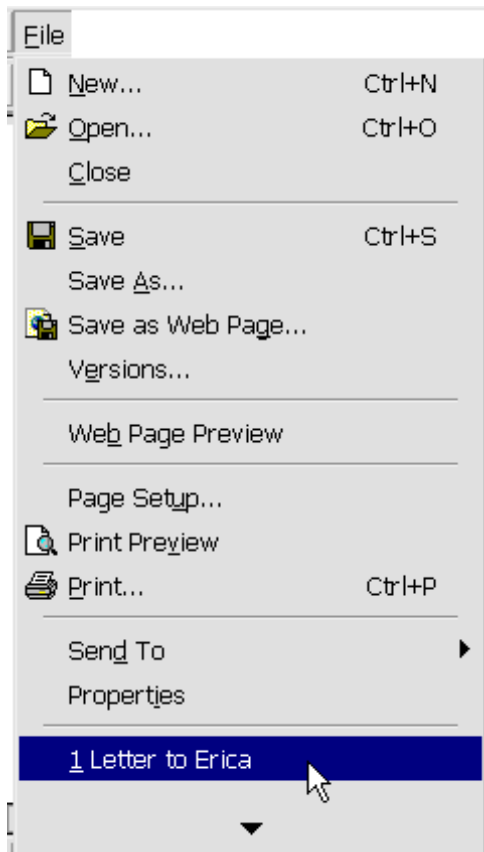 File
New... Ctrl+N
Open... Ctrl+O
Close
Save Ctrl+S
Save As...
Save as Web Page...
Versions...
Web Page Preview
Page Setup...
Print Preview
Print... Ctrl+P
Send To
Properties
1 Letter to Erica